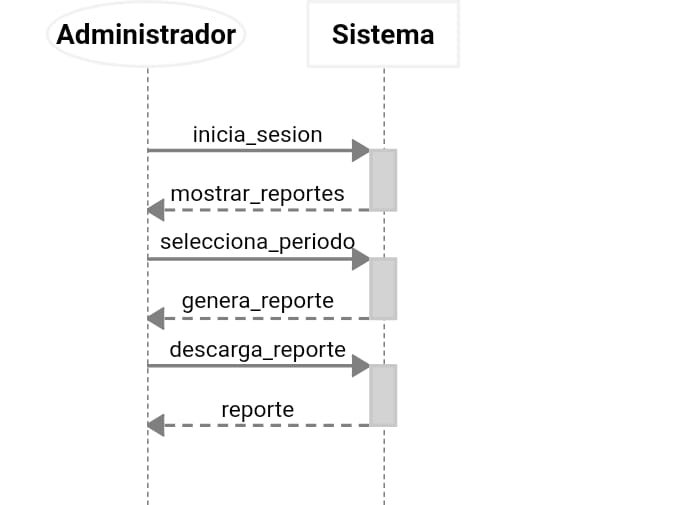 Administrador
Sistema
inicia_sesion
mostrar_reportes
selecciona_periodo
genera_reporte
descarga_reporte
reporte